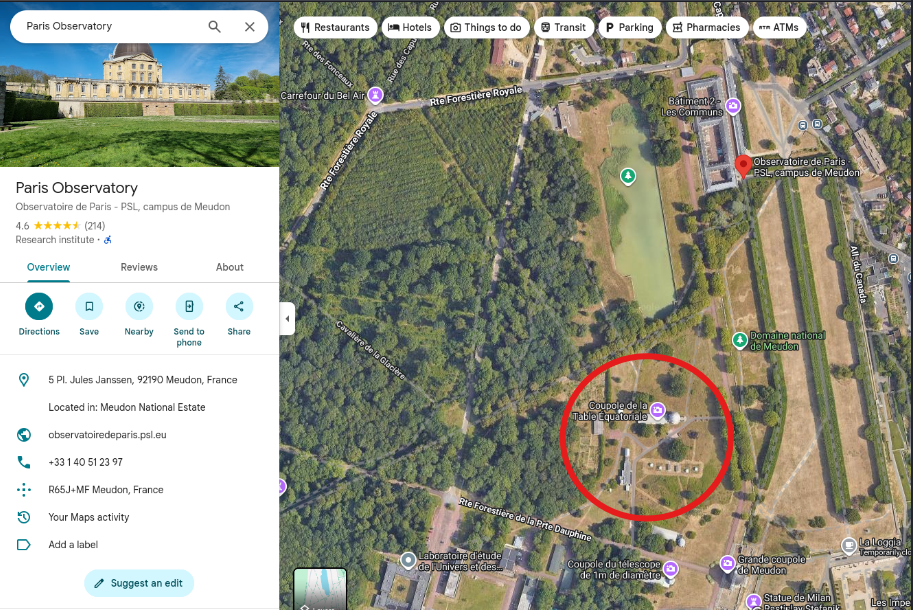 Paris Observatory
Restaurants
Hotels
Things to do
Transit
Parking
Pharmacies
ATMs
Paris Observatory
Observatoire de Paris - PSL, campus de Meudon
4.6
(214)
Research institute ·
Overview
Reviews
About
Directions
Save
Nearby
Send to
phone
Share
5 Pl. Jules Janssen, 92190 Meudon, France
Located in: Meudon National Estate
observatoiredeparis.psl.eu
+33 1 40 51 23 97
R65J+MF Meudon, France
Your Maps activity
Add a label
Suggest an edit
Rte des Fonceaux
Rue des Cap
Carrefour du Bel Air
Rte Forestière Royale
Rte Forestière Royale
Bâtiment 2 -
Les Communs
Observatoire de Paris -
PSL, campus de Meudon
All. du Canada
Cavalière de la Glacière
Domaine national
de Meudon
Coupole de la
Table Equatoriale
Rte Forestière de la Prte Dauphine
Laboratoire d'étude
de l'Univers et des...
Coupole du télescope
de 1m de diamètre
Grande coupole
de Meudon
La Loggia
Temporarily clo
Statue de Milan
Rastislav Stefanik
Les Impe
Layers